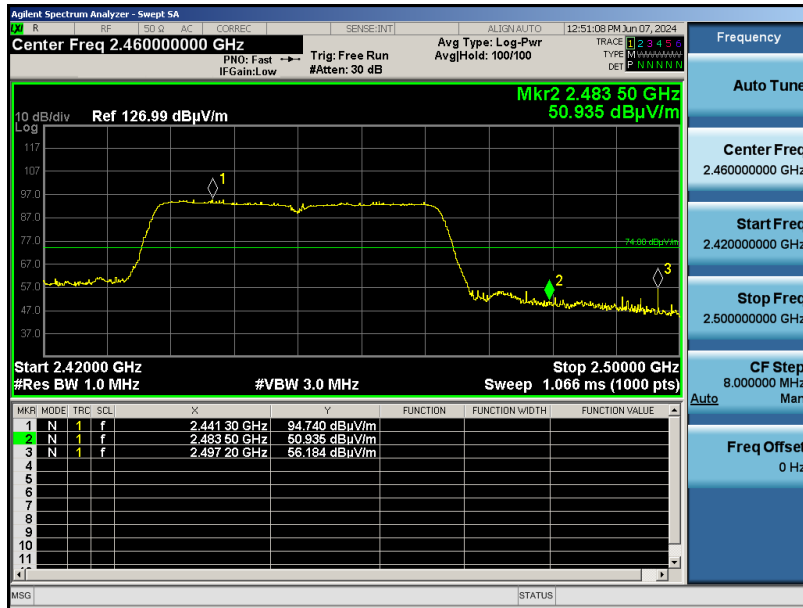 Agilent Spectrum Analyzer - Swept SA
LXI R RF 50 Ω AC CORREC SENSE:INT ALIGN AUTO 12:51:08 PM Jun 07, 2024
Center Freq 2.460000000 GHz
PNO: Fast
IFGain:Low
Trig: Free Run
#Atten: 30 dB
Avg Type: Log-Pwr
Avg|Hold: 100/100
TRACE 1 2 3 4 5 6
TYPE M
DET P N N N N N
Mkr2 2.483 50 GHz
50.935 dBµV/m
10 dB/div Ref 126.99 dBµV/m
Log
117
107
97.0
87.0
77.0
67.0
57.0
47.0
37.0
1
2
3
74.00 dBµV/m
Start 2.42000 GHz
Stop 2.50000 GHz
#Res BW 1.0 MHz
#VBW 3.0 MHz
Sweep 1.066 ms (1000 pts)
MKR MODE TRC SCL X Y FUNCTION FUNCTION WIDTH FUNCTION VALUE
1 N 1 f 2.441 30 GHz 94.740 dBµV/m
2 N 1 f 2.483 50 GHz 50.935 dBµV/m
3 N 1 f 2.497 20 GHz 56.184 dBµV/m
4
5
6
7
8
9
10
11
MSG
STATUS
Frequency
Auto Tune
Center Freq
2.460000000 GHz
Start Freq
2.420000000 GHz
Stop Freq
2.500000000 GHz
CF Step
8.000000 MHz
Auto Man
Freq Offset
0 Hz